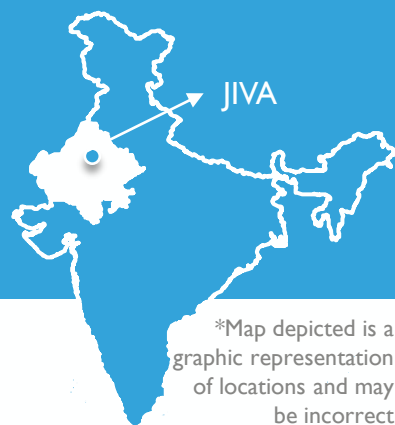 JIVA
*Map depicted is a
graphic representation
of locations and may
be incorrect